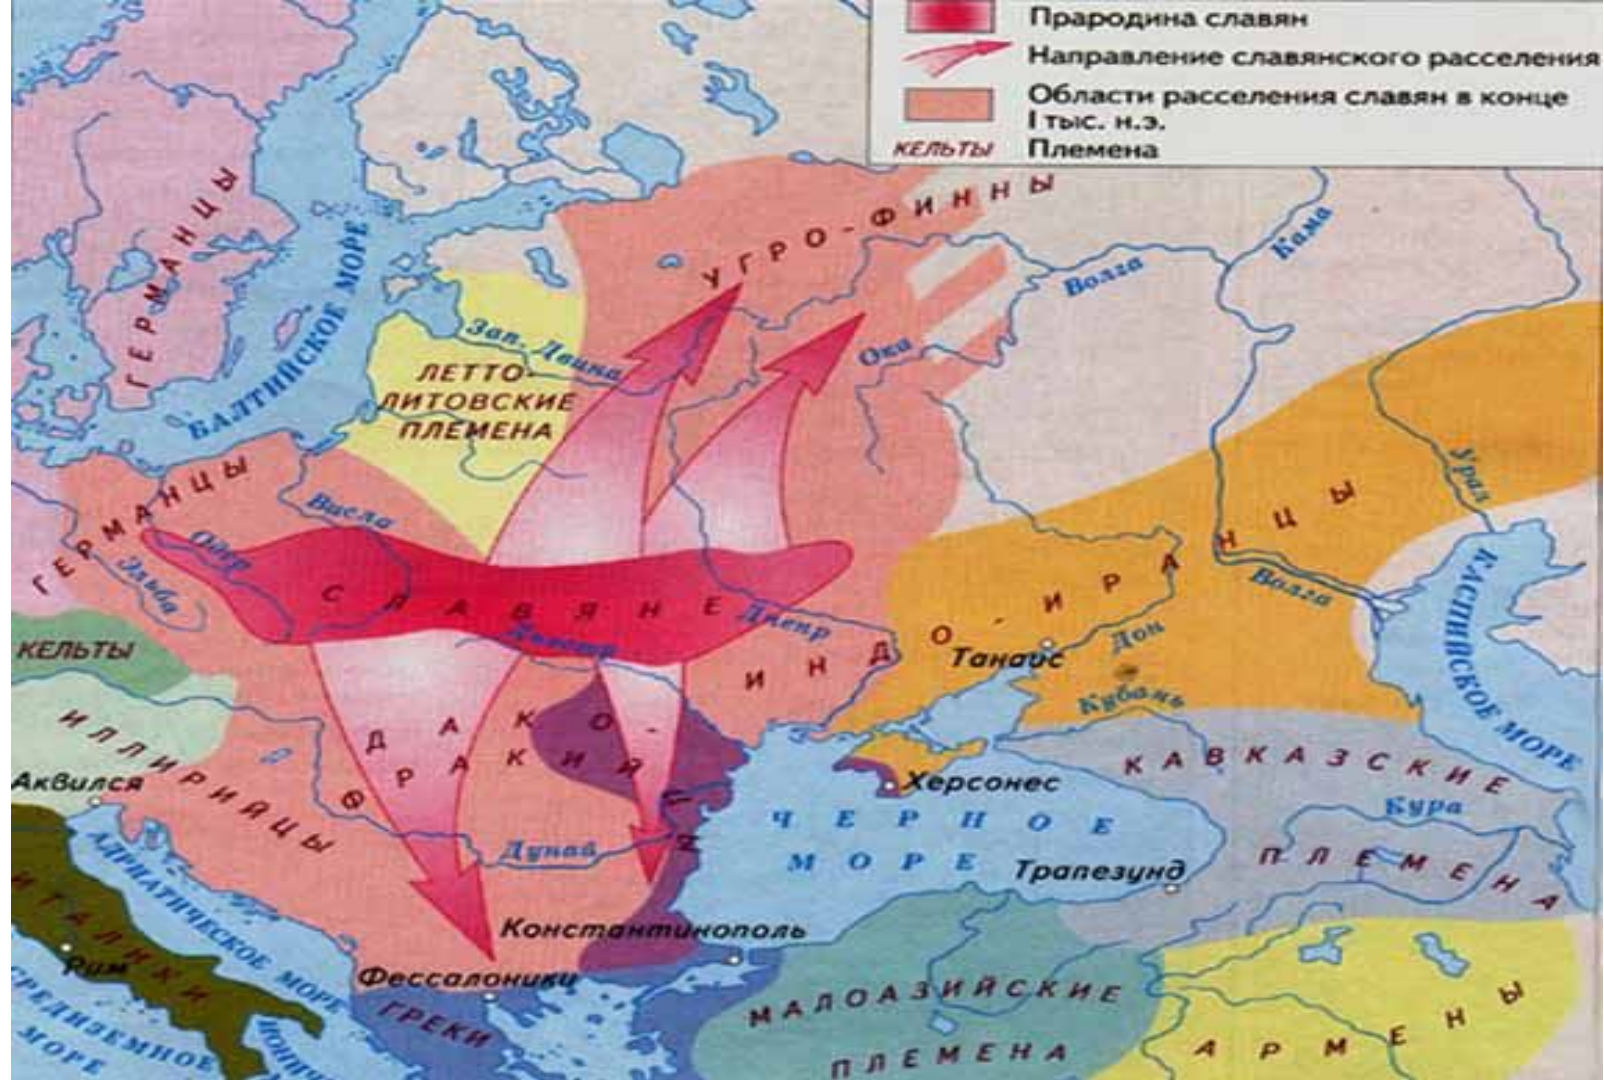 Прародина славян
Направление славянского расселения
Области расселения славян в конце
I тыс. н.э.
КЕЛЬТЫ Племена
УГРО-ФИННЫ
ГЕРМАНЦЫ
БАЛТИЙСКОЕ МОРЕ
Кама
Волга
Зап. Двина
Ока
ЛЕТТО-
ЛИТОВСКИЕ
ПЛЕМЕНА
ГЕРМАНЦЫ
Висла
Одер
Эльба
Урал
СЛАВЯНЕ
Днепр
Днестр
ИНДО-ИРАНЦЫ
Волга
Дон
Танаис
Кубань
КАСПИЙСКОЕ МОРЕ
КЕЛЬТЫ
ИЛЛИРИЙЦЫ
ДАКО-
ФРАКИЙЦЫ
Аквился
Херсонес
КАВКАЗСКИЕ
ПЛЕМЕНА
Кура
ЧЕРНОЕ
МОРЕ
Трапезунд
Дунай
АДРИАТИЧЕСКОЕ МОРЕ
ИТАЛИКИ
Рим
Константинополь
Фессалоники
ГРЕКИ
СРЕДИЗЕМНОЕ
МОРЕ
МАЛОАЗИЙСКИЕ
ПЛЕМЕНА
АРМЕНЫ